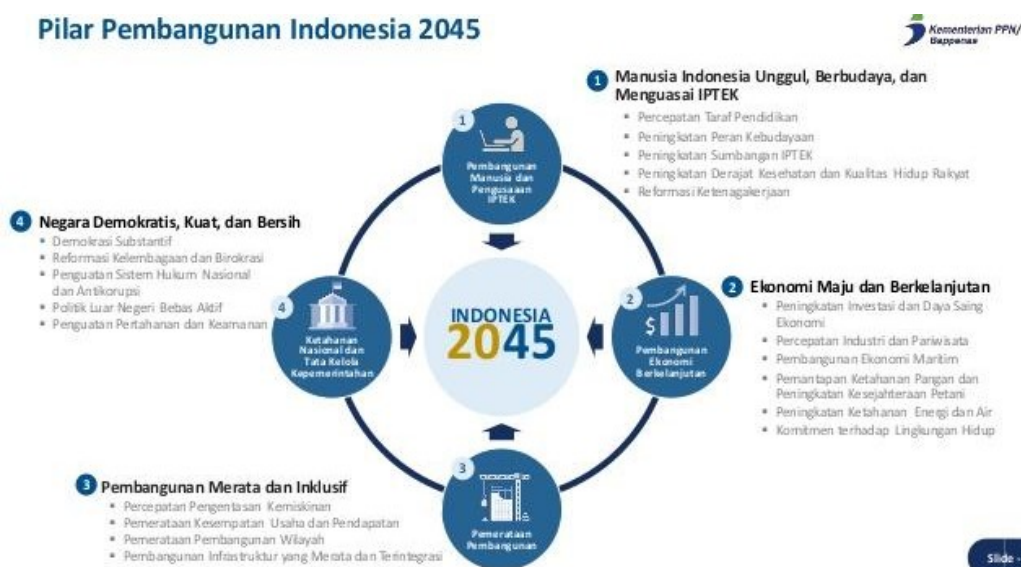 Pilar Pembangunan Indonesia 2045
Kementerian PPN/
Bappenas
1
Manusia Indonesia Unggul, Berbudaya, dan
Menguasai IPTEK
Percepatan Taraf Pendidikan
Peningkatan Peran Kebudayaan
Peningkatan Sumbangan IPTEK
Peningkatan Derajat Kesehatan dan Kualitas Hidup Rakyat
Reformasi Ketenagakerjaan
1
Pembangunan
Manusia dan
Penguasaan
IPTEK
4
Negara Demokratis, Kuat, dan Bersih
Demokrasi Substantif
Reformasi Kelembagaan dan Birokrasi
Penguatan Sistem Hukum Nasional
dan Antikorupsi
Politik Luar Negeri Bebas Aktif
Penguatan Pertahanan dan Keamanan
4
Ketahanan
Nasional dan
Tata Kelola
Kepemerintahan
INDONESIA
2045
2
$
Pembangunan
Ekonomi
Berkelanjutan
2
Ekonomi Maju dan Berkelanjutan
Peningkatan Investasi dan Daya Saing
Ekonomi
Percepatan Industri dan Pariwisata
Pembangunan Ekonomi Maritim
Pemantapan Ketahanan Pangan dan
Peningkatan Kesejahteraan Petani
Peningkatan Ketahanan Energi dan Air
Komitmen terhadap Lingkungan Hidup
3
Pembangunan Merata dan Inklusif
Percepatan Pengentasan Kemiskinan
Pemerataan Kesempatan Usaha dan Pendapatan
Pemerataan Pembangunan Wilayah
Pembangunan Infrastruktur yang Merata dan Terintegrasi
3
Pemerataan
Pembangunan
Slide -